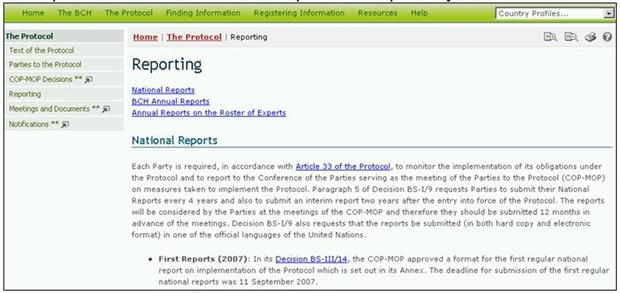 Home The BCH The Protocol Finding Information Registering Information Resources Help Country Profiles...
The Protocol
Text of the Protocol
Parties to the Protocol
COP-MOP Decisions **
Reporting
Meetings and Documents **
Notifications **
Home | The Protocol | Reporting
Reporting
National Reports
BCH Annual Reports
Annual Reports on the Roster of Experts
National Reports
Each Party is required, in accordance with Article 33 of the Protocol, to monitor the implementation of its obligations under
the Protocol and to report to the Conference of the Parties serving as the meeting of the Parties to the Protocol (COP-MOP)
on measures taken to implement the Protocol. Paragraph 5 of Decision BS-I/9 requests Parties to submit their National
Reports every 4 years and also to submit an interim report two years after the entry into force of the Protocol. The reports
will be considered by the Parties at the meetings of the COP-MOP and therefore they should be submitted 12 months in
advance of the meetings. Decision BS-I/9 also requests that the reports be submitted (in both hard copy and electronic
format) in one of the official languages of the United Nations.
• First Reports (2007): In its Decision BS-III/14, the COP-MOP approved a format for the first regular national
report on implementation of the Protocol which is set out in its Annex. The deadline for submission of the first regular
national reports was 11 September 2007.